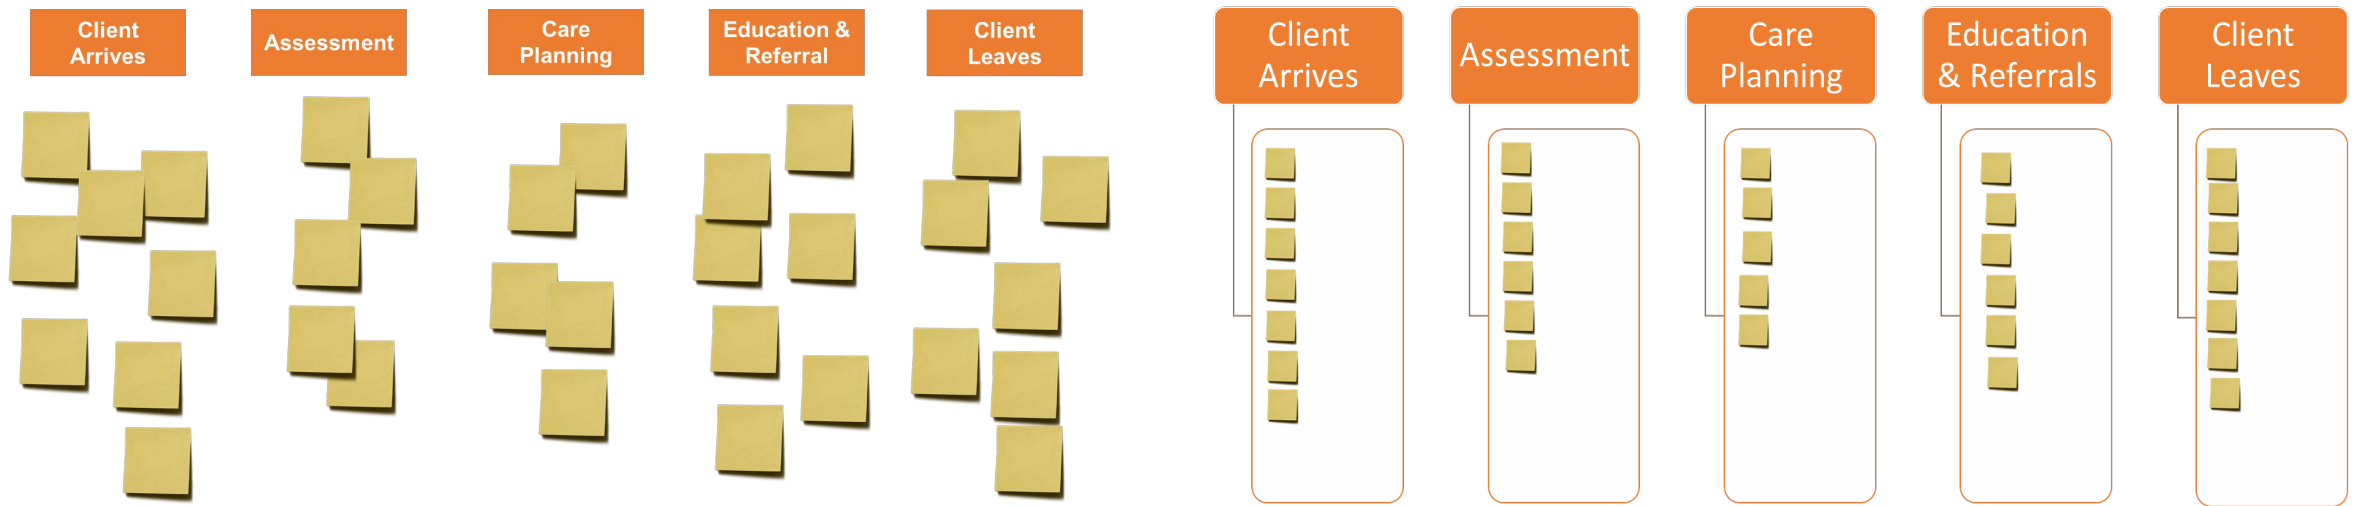 Client
Arrives
Assessment
Care
Planning
Education &
Referral
Client
Leaves
Client
Arrives
Assessment
Care
Planning
Education
& Referrals
Client
Leaves